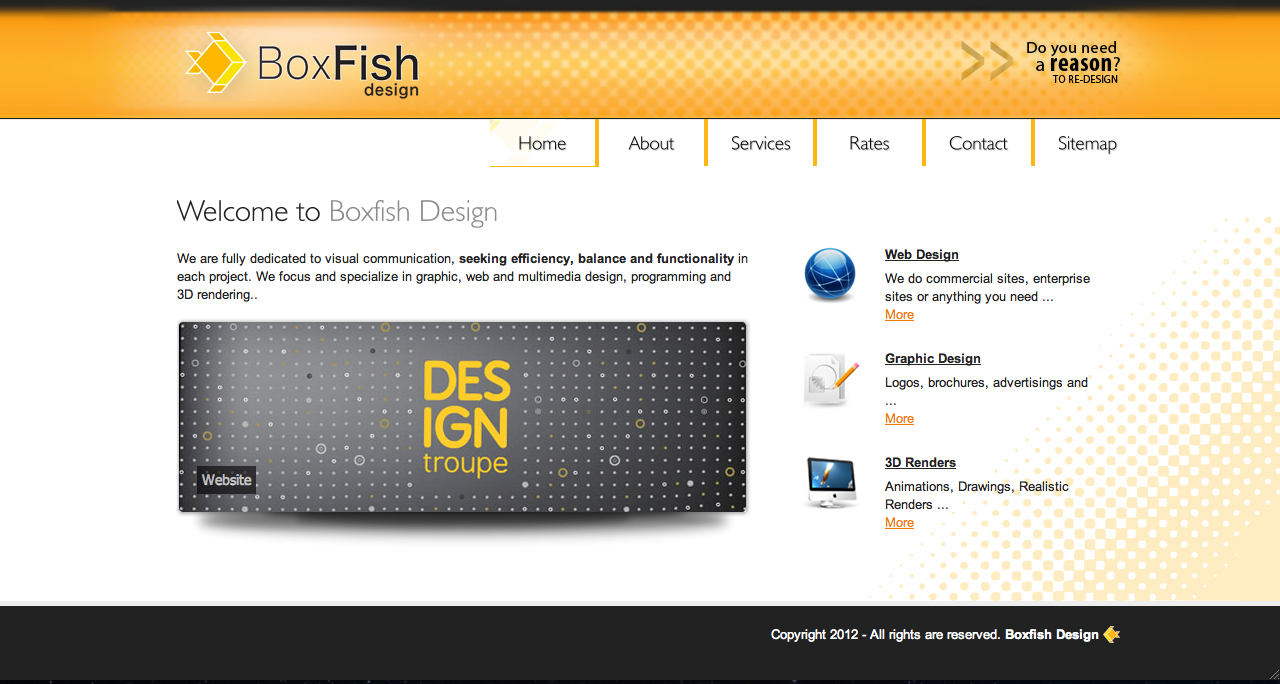 BoxFish
design
Do you need
a reason?
TO RE-DESIGN
Home
About
Services
Rates
Contact
Sitemap
Welcome to Boxfish Design
We are fully dedicated to visual communication, seeking efficiency, balance and functionality in
each project. We focus and specialize in graphic, web and multimedia design, programming and
3D rendering..
DES
IGN
troupe
Website
Web Design
We do commercial sites, enterprise
sites or anything you need ...
More
Graphic Design
Logos, brochures, advertisings and
...
More
3D Renders
Animations, Drawings, Realistic
Renders ...
More
Copyright 2012 - All rights are reserved. Boxfish Design